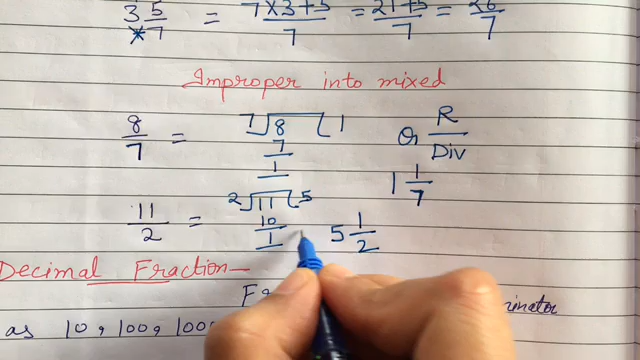 3 5/7 = 7×3+5/7 = 21+5/7 = 26/7
Improper into mixed
8/7 = 7 8 1 7 1 Or R/Div
1 1/7
11/2 = 2 11 5 10 1 5 1/2
Decimal Fraction-
as 10, 100, 100